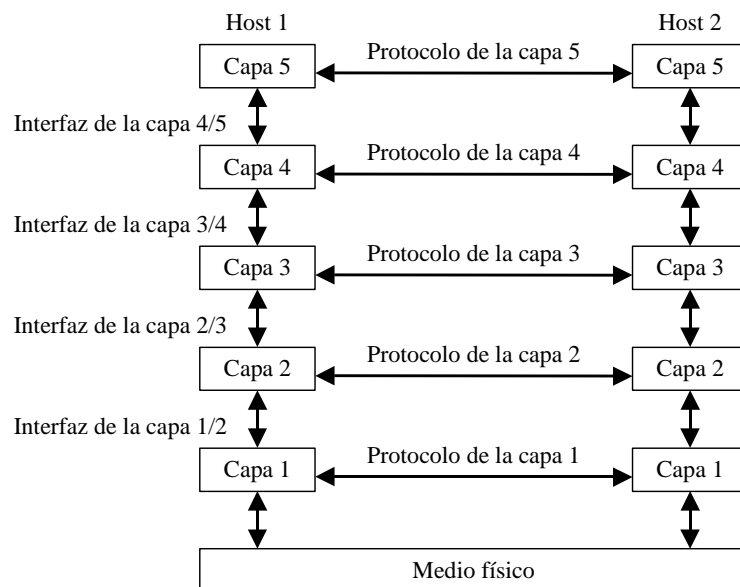 Host 1 Host 2
Protocolo de la capa 5
Capa 5 Capa 5
Interfaz de la capa 4/5
Protocolo de la capa 4
Capa 4 Capa 4
Interfaz de la capa 3/4
Protocolo de la capa 3
Capa 3 Capa 3
Interfaz de la capa 2/3
Protocolo de la capa 2
Capa 2 Capa 2
Interfaz de la capa 1/2
Protocolo de la capa 1
Capa 1 Capa 1
Medio físico